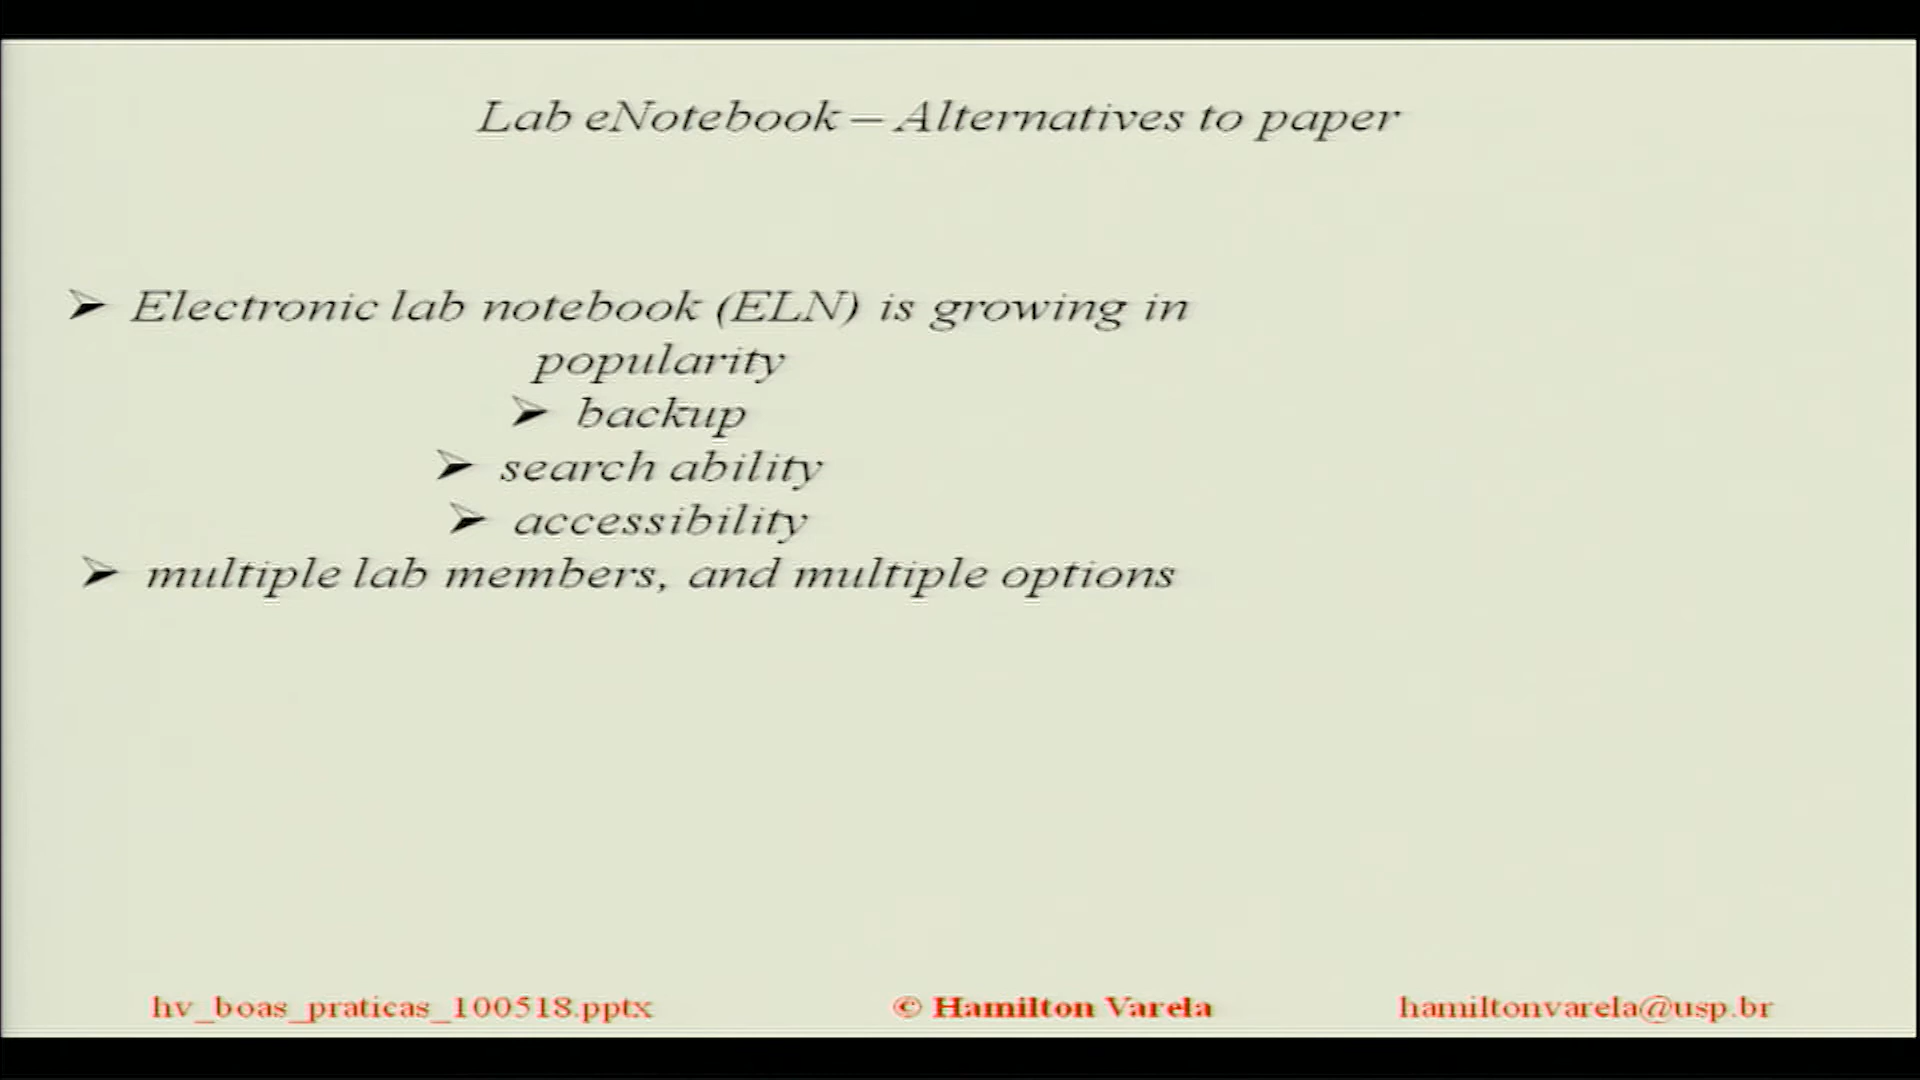 Lab eNotebook – Alternatives to paper
➢ Electronic lab notebook (ELN) is growing in
popularity
➢ backup
➢ search ability
➢ accessibility
➢ multiple lab members, and multiple options
hv_boas_praticas_100518.pptx © Hamilton Varela hamiltonvarela@usp.br